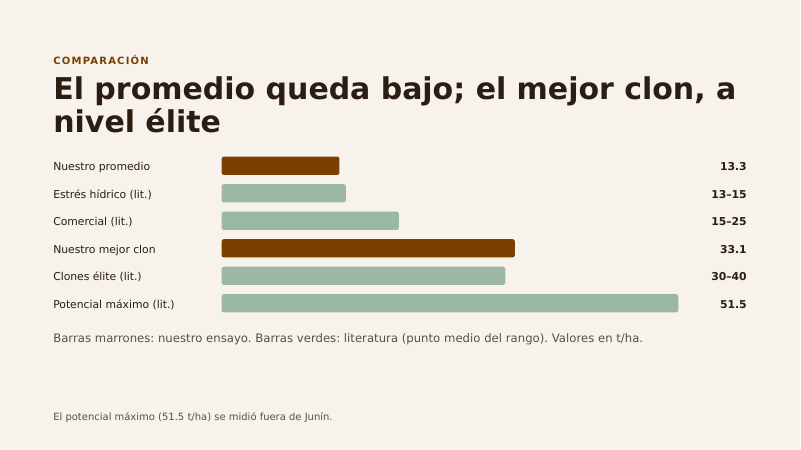 COMPARACIÓN
El promedio queda bajo; el mejor clon, a
nivel élite
Nuestro promedio 13.3
Estrés hídrico (lit.) 13–15
Comercial (lit.) 15–25
Nuestro mejor clon 33.1
Clones élite (lit.) 30–40
Potencial máximo (lit.) 51.5
Barras marrones: nuestro ensayo. Barras verdes: literatura (punto medio del rango). Valores en t/ha.
El potencial máximo (51.5 t/ha) se midió fuera de Junín.